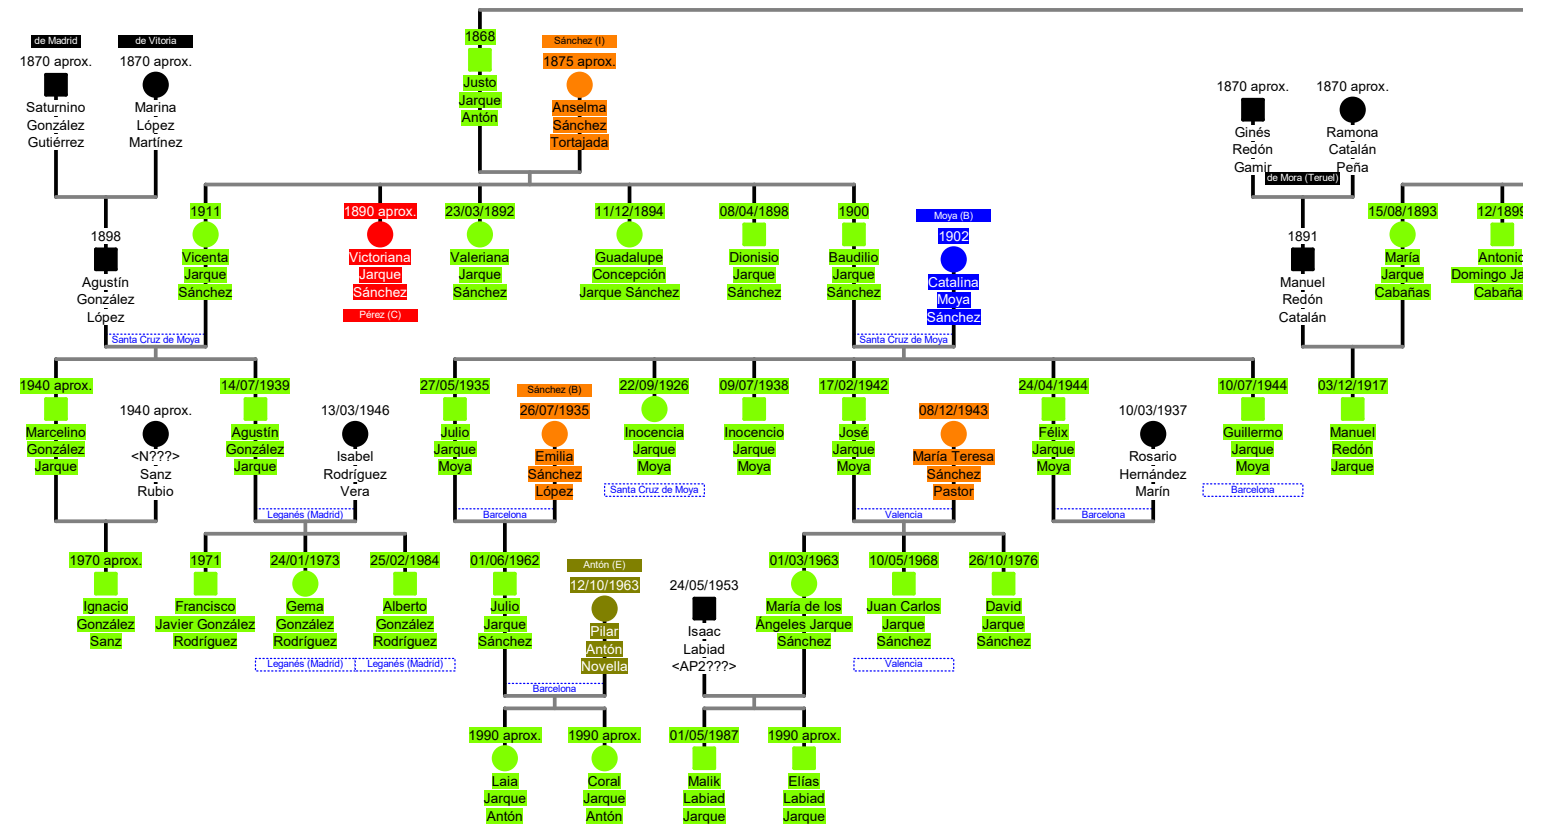 de Madrid
1870 aprox.
Saturnino
González
Gutiérrez
de Vitoria
1870 aprox.
Marina
López
Martínez
1868
Justo
Jarque
Antón
Sánchez (I)
1875 aprox.
Anselma
Sánchez
Tortajada
1870 aprox.
Ginés
Redón
Gamir
1870 aprox.
Ramona
Catalán
Peña
de Mora (Teruel)
1898
Agustín
González
López
1911
Vicenta
Jarque
Sánchez
Santa Cruz de Moya
1890 aprox.
Victoriana
Jarque
Sánchez
Pérez (C)
23/03/1892
Valeriana
Jarque
Sánchez
11/12/1894
Guadalupe
Concepción
Jarque Sánchez
08/04/1898
Dionisio
Jarque
Sánchez
1900
Baudilio
Jarque
Sánchez
Moya (B)
1902
Catalina
Moya
Sánchez
Santa Cruz de Moya
1891
Manuel
Redón
Catalán
15/08/1893
María
Jarque
Cabañas
12/1899
Antonio
Domingo Ja
Cabaña
1940 aprox.
Marcelino
González
Jarque
1940 aprox.
<N???>
Sanz
Rubio
14/07/1939
Agustín
González
Jarque
13/03/1946
Isabel
Rodríguez
Vera
Leganés (Madrid)
27/05/1935
Julio
Jarque
Moya
Sánchez (B)
26/07/1935
Emilia
Sánchez
López
Barcelona
22/09/1926
Inocencia
Jarque
Moya
Santa Cruz de Moya
09/07/1938
Inocencio
Jarque
Moya
17/02/1942
José
Jarque
Moya
08/12/1943
María Teresa
Sánchez
Pastor
Valencia
24/04/1944
Félix
Jarque
Moya
10/03/1937
Rosario
Hernández
Marín
Barcelona
10/07/1944
Guillermo
Jarque
Moya
Barcelona
03/12/1917
Manuel
Redón
Jarque
1970 aprox.
Ignacio
González
Sanz
1971
Francisco
Javier González
Rodríguez
24/01/1973
Gema
González
Rodríguez
Leganés (Madrid)
25/02/1984
Alberto
González
Rodríguez
Leganés (Madrid)
01/06/1962
Julio
Jarque
Sánchez
Antón (E)
12/10/1963
Pilar
Antón
Novella
Barcelona
24/05/1953
Isaac
Labiad
<AP2???>
01/03/1963
María de los
Ángeles Jarque
Sánchez
10/05/1968
Juan Carlos
Jarque
Sánchez
Valencia
26/10/1976
David
Jarque
Sánchez
1990 aprox.
Laia
Jarque
Antón
1990 aprox.
Coral
Jarque
Antón
01/05/1987
Malik
Labiad
Jarque
1990 aprox.
Elías
Labiad
Jarque